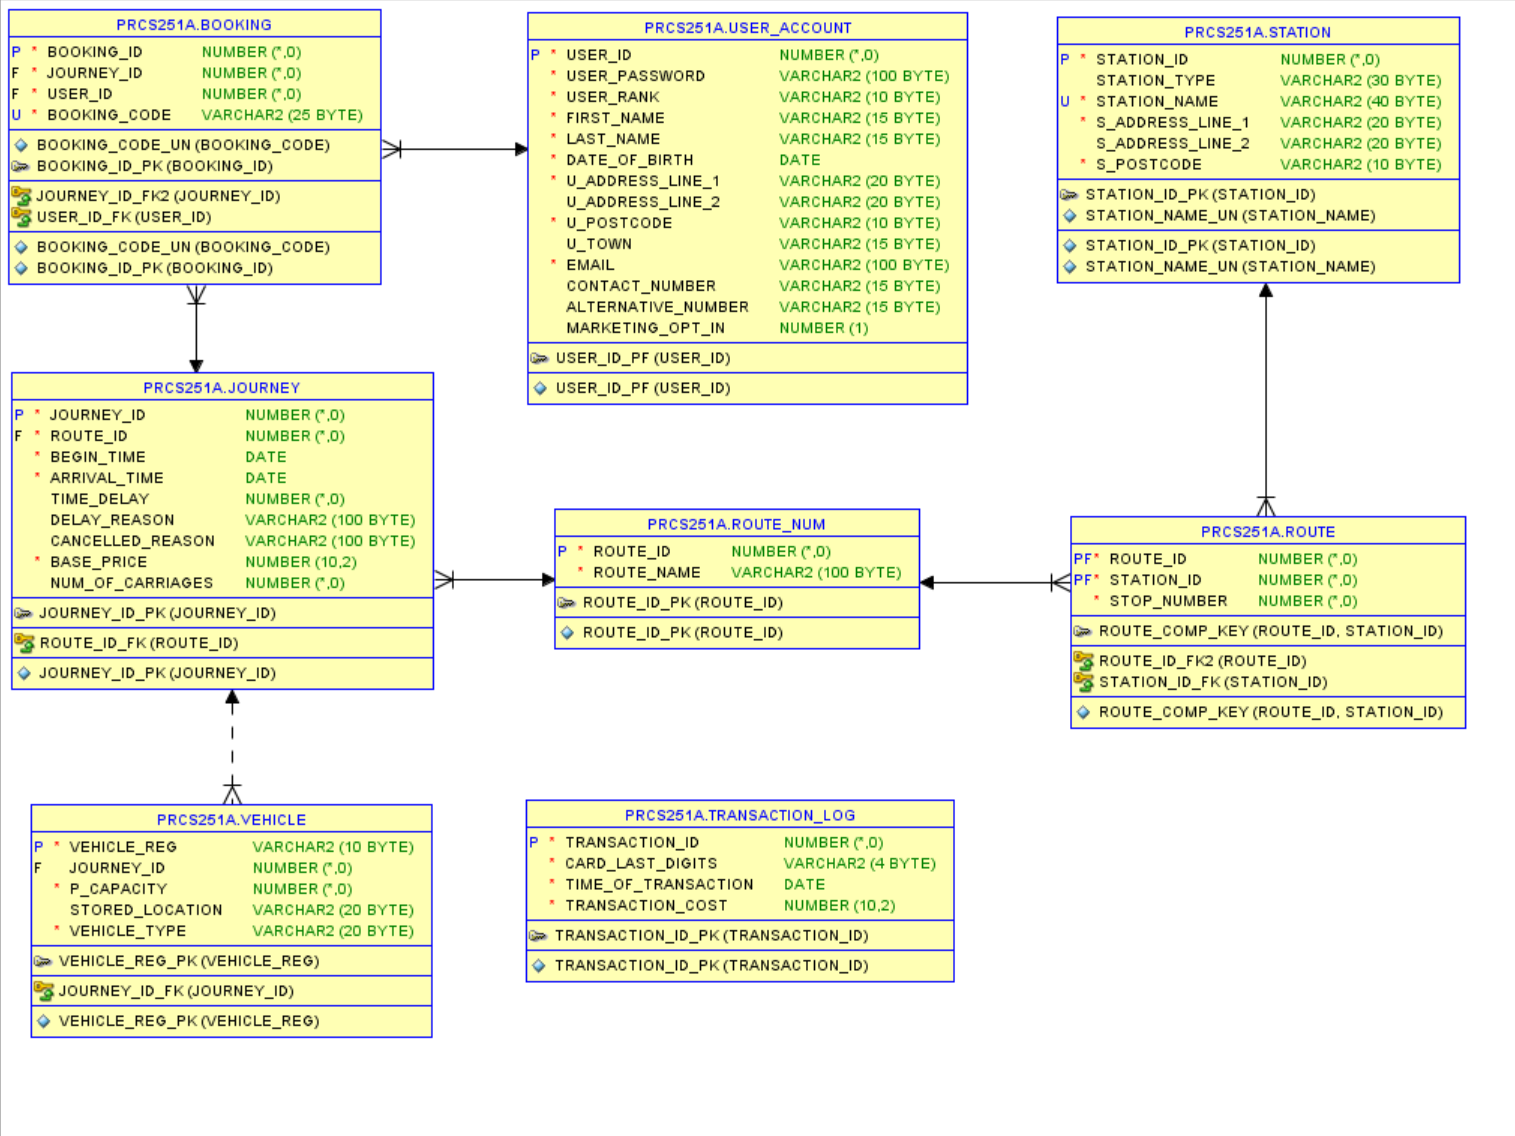 PRCS251A.BOOKING
P * BOOKING_ID NUMBER (*,0)
F * JOURNEY_ID NUMBER (*,0)
F * USER_ID NUMBER (*,0)
U * BOOKING_CODE VARCHAR2 (25 BYTE)
BOOKING_CODE_UN (BOOKING_CODE)
BOOKING_ID_PK (BOOKING_ID)
JOURNEY_ID_FK2 (JOURNEY_ID)
USER_ID_FK (USER_ID)
BOOKING_CODE_UN (BOOKING_CODE)
BOOKING_ID_PK (BOOKING_ID)
PRCS251A.USER_ACCOUNT
P * USER_ID NUMBER (*,0)
* USER_PASSWORD VARCHAR2 (100 BYTE)
* USER_RANK VARCHAR2 (10 BYTE)
* FIRST_NAME VARCHAR2 (15 BYTE)
* LAST_NAME VARCHAR2 (15 BYTE)
* DATE_OF_BIRTH DATE
* U_ADDRESS_LINE_1 VARCHAR2 (20 BYTE)
U_ADDRESS_LINE_2 VARCHAR2 (20 BYTE)
* U_POSTCODE VARCHAR2 (10 BYTE)
U_TOWN VARCHAR2 (15 BYTE)
* EMAIL VARCHAR2 (100 BYTE)
CONTACT_NUMBER VARCHAR2 (15 BYTE)
ALTERNATIVE_NUMBER VARCHAR2 (15 BYTE)
MARKETING_OPT_IN NUMBER (1)
USER_ID_PF (USER_ID)
USER_ID_PF (USER_ID)
PRCS251A.STATION
P * STATION_ID NUMBER (*,0)
STATION_TYPE VARCHAR2 (30 BYTE)
U * STATION_NAME VARCHAR2 (40 BYTE)
* S_ADDRESS_LINE_1 VARCHAR2 (20 BYTE)
S_ADDRESS_LINE_2 VARCHAR2 (20 BYTE)
* S_POSTCODE VARCHAR2 (10 BYTE)
STATION_ID_PK (STATION_ID)
STATION_NAME_UN (STATION_NAME)
STATION_ID_PK (STATION_ID)
STATION_NAME_UN (STATION_NAME)
PRCS251A.JOURNEY
P * JOURNEY_ID NUMBER (*,0)
F * ROUTE_ID NUMBER (*,0)
* BEGIN_TIME DATE
* ARRIVAL_TIME DATE
TIME_DELAY NUMBER (*,0)
DELAY_REASON VARCHAR2 (100 BYTE)
CANCELLED_REASON VARCHAR2 (100 BYTE)
* BASE_PRICE NUMBER (10,2)
NUM_OF_CARRIAGES NUMBER (*,0)
JOURNEY_ID_PK (JOURNEY_ID)
ROUTE_ID_FK (ROUTE_ID)
JOURNEY_ID_PK (JOURNEY_ID)
PRCS251A.ROUTE_NUM
P * ROUTE_ID NUMBER (*,0)
* ROUTE_NAME VARCHAR2 (100 BYTE)
ROUTE_ID_PK (ROUTE_ID)
ROUTE_ID_PK (ROUTE_ID)
PRCS251A.ROUTE
PF* ROUTE_ID NUMBER (*,0)
PF* STATION_ID NUMBER (*,0)
* STOP_NUMBER NUMBER (*,0)
ROUTE_COMP_KEY (ROUTE_ID, STATION_ID)
ROUTE_ID_FK2 (ROUTE_ID)
STATION_ID_FK (STATION_ID)
ROUTE_COMP_KEY (ROUTE_ID, STATION_ID)
PRCS251A.VEHICLE
P * VEHICLE_REG VARCHAR2 (10 BYTE)
F JOURNEY_ID NUMBER (*,0)
* P_CAPACITY NUMBER (*,0)
STORED_LOCATION VARCHAR2 (20 BYTE)
* VEHICLE_TYPE VARCHAR2 (20 BYTE)
VEHICLE_REG_PK (VEHICLE_REG)
JOURNEY_ID_FK (JOURNEY_ID)
VEHICLE_REG_PK (VEHICLE_REG)
PRCS251A.TRANSACTION_LOG
P * TRANSACTION_ID NUMBER (*,0)
* CARD_LAST_DIGITS VARCHAR2 (4 BYTE)
* TIME_OF_TRANSACTION DATE
* TRANSACTION_COST NUMBER (10,2)
TRANSACTION_ID_PK (TRANSACTION_ID)
TRANSACTION_ID_PK (TRANSACTION_ID)